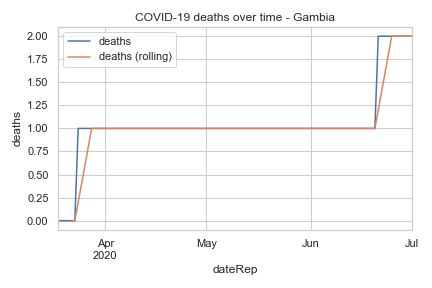 COVID-19 deaths over time - Gambia
deaths
deaths (rolling)
2.00
1.75
1.50
1.25
1.00
0.75
0.50
0.25
0.00
deaths
Apr
2020
May
Jun
Jul
dateRep